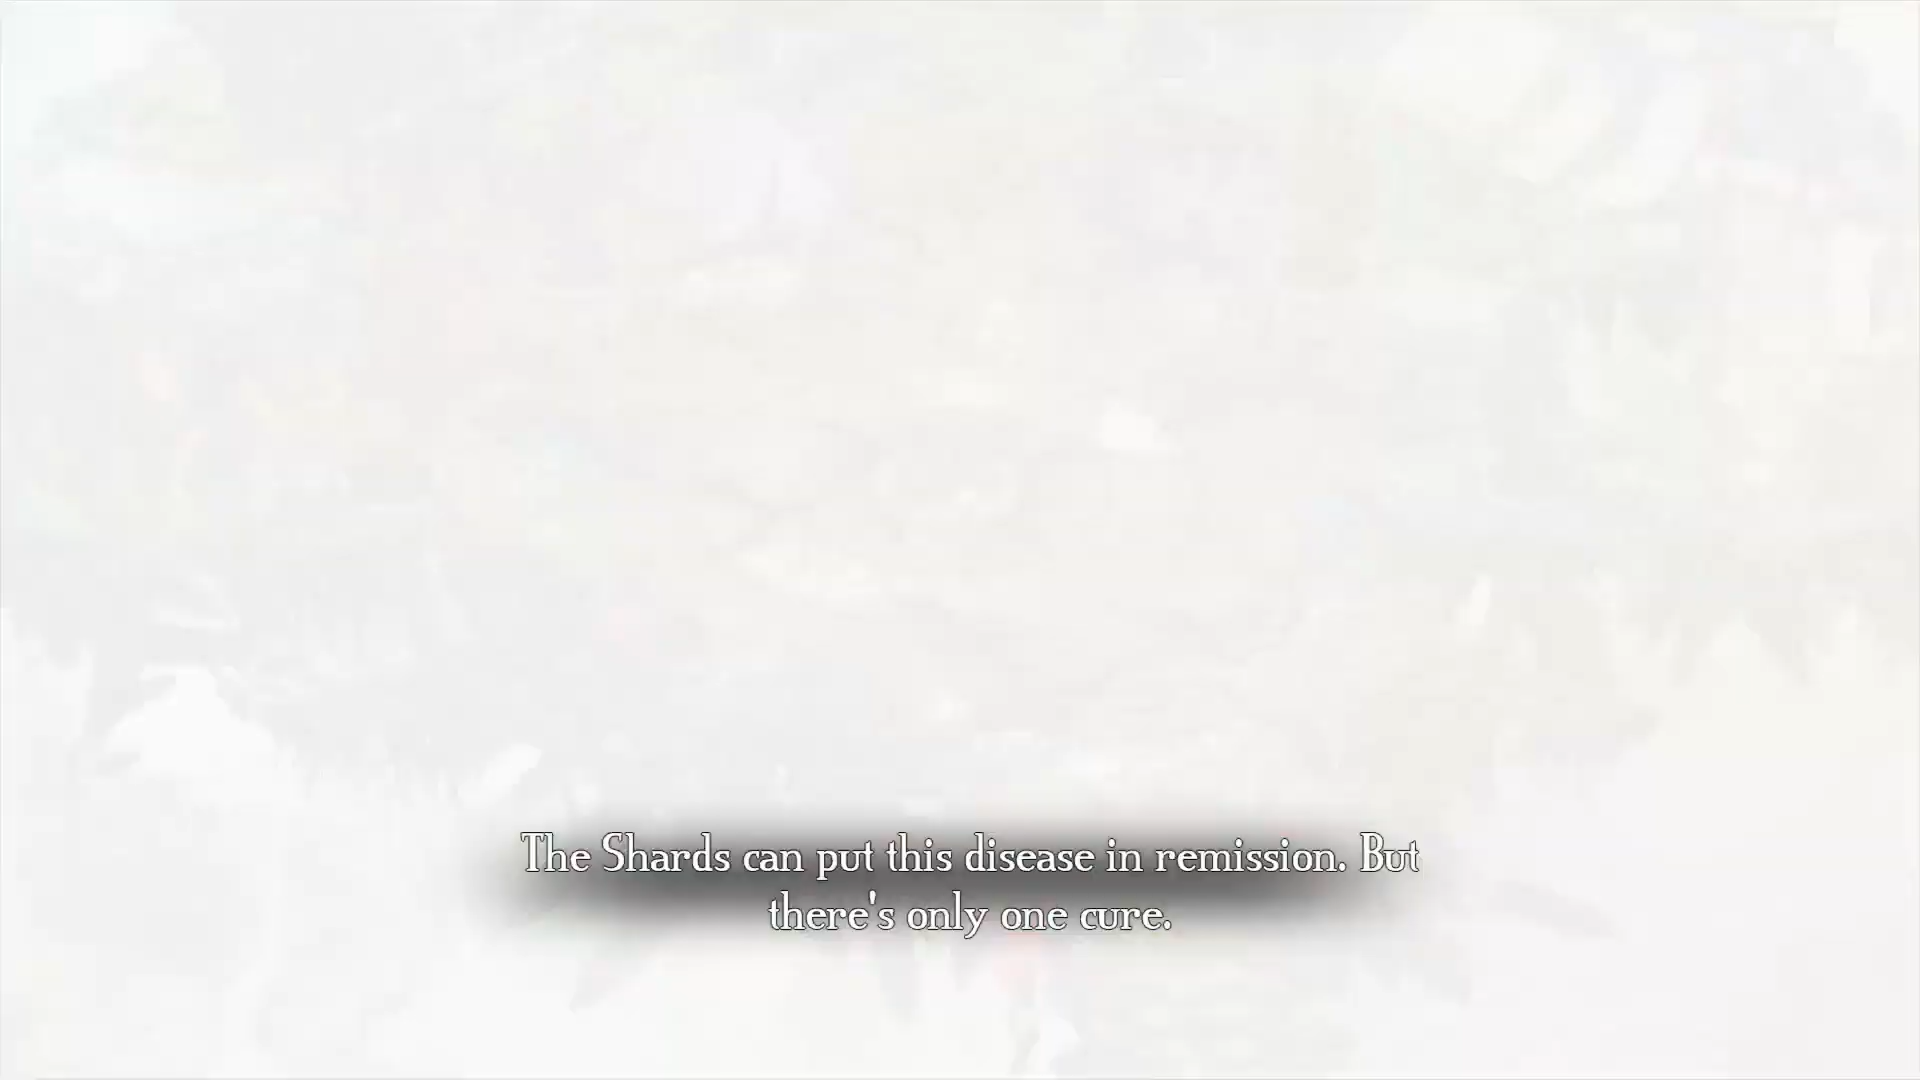 The Shards can put this disease in remission. But
there's only one cure.